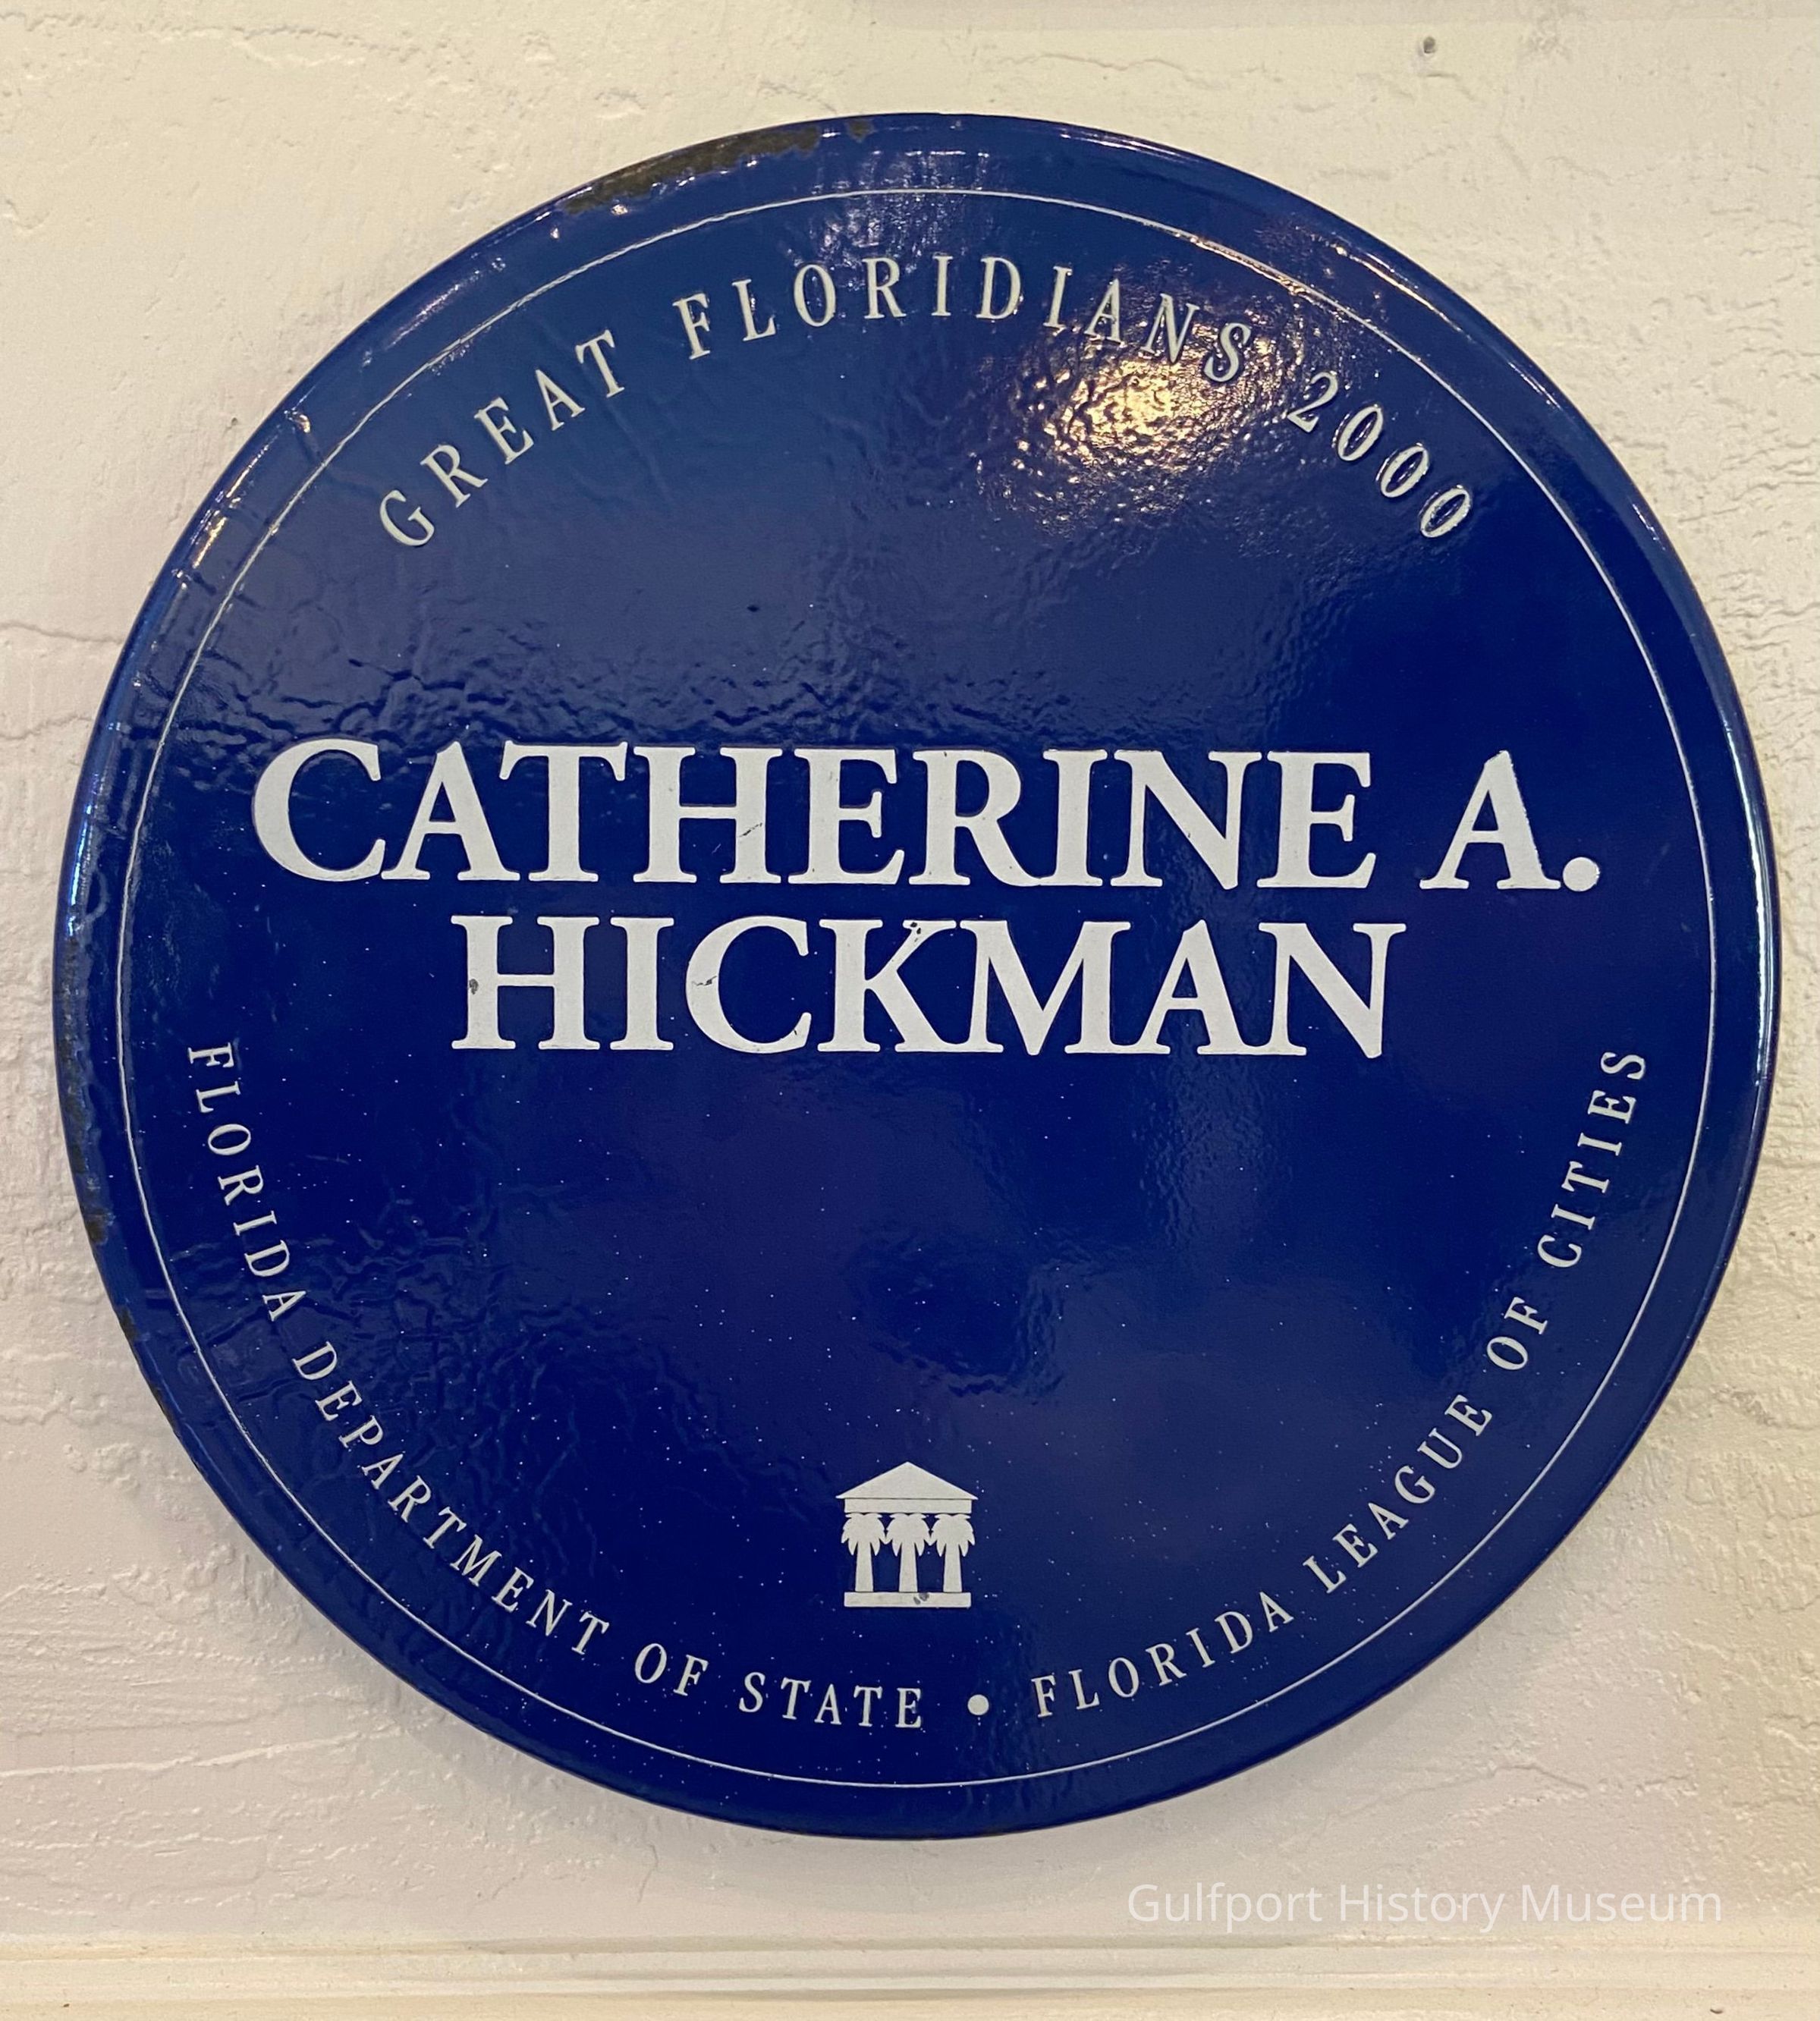 GREAT FLORIDIANS 2000
CATHERINE A.
HICKMAN
FLORIDA DEPARTMENT OF STATE • FLORIDA LEAGUE OF CITIES
Gulfport History Museum